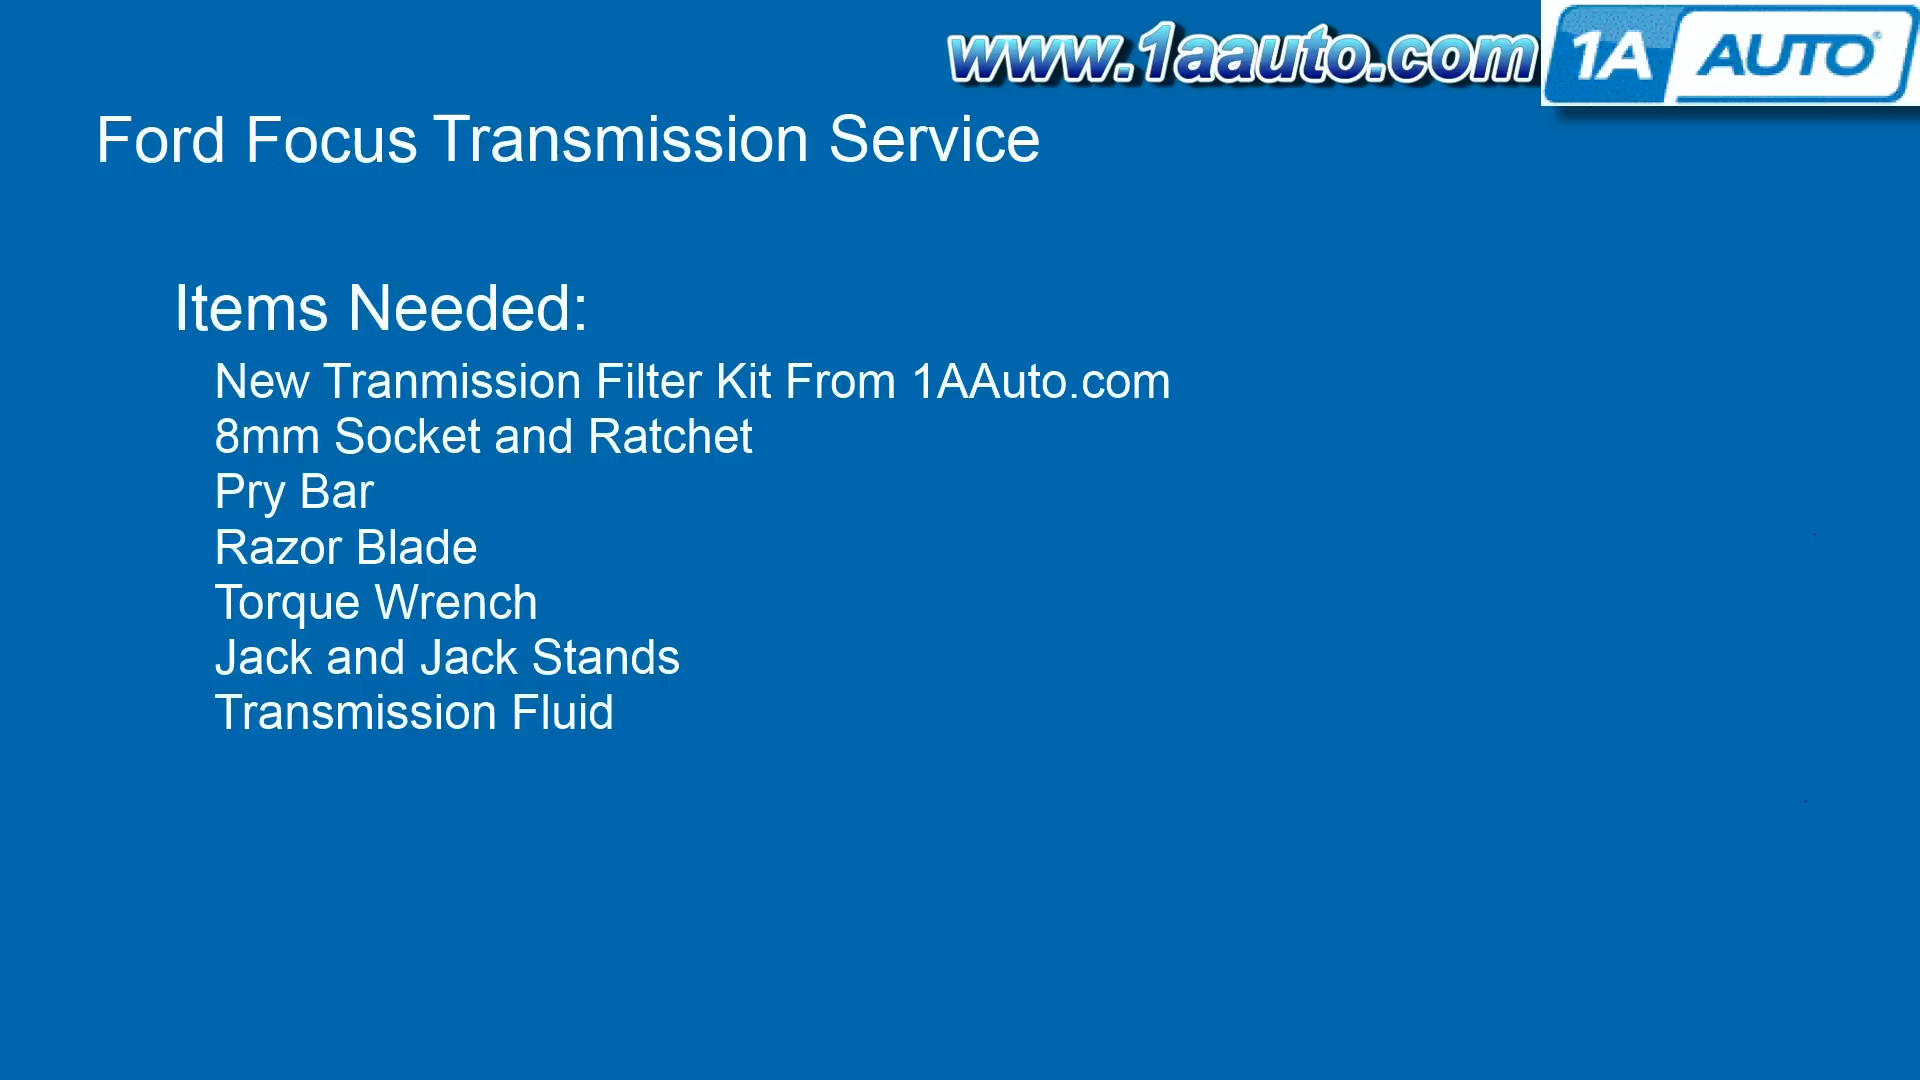 www.1aauto.com
1A AUTO®
Ford Focus Transmission Service
Items Needed:
New Tranmission Filter Kit From 1AAuto.com
8mm Socket and Ratchet
Pry Bar
Razor Blade
Torque Wrench
Jack and Jack Stands
Transmission Fluid